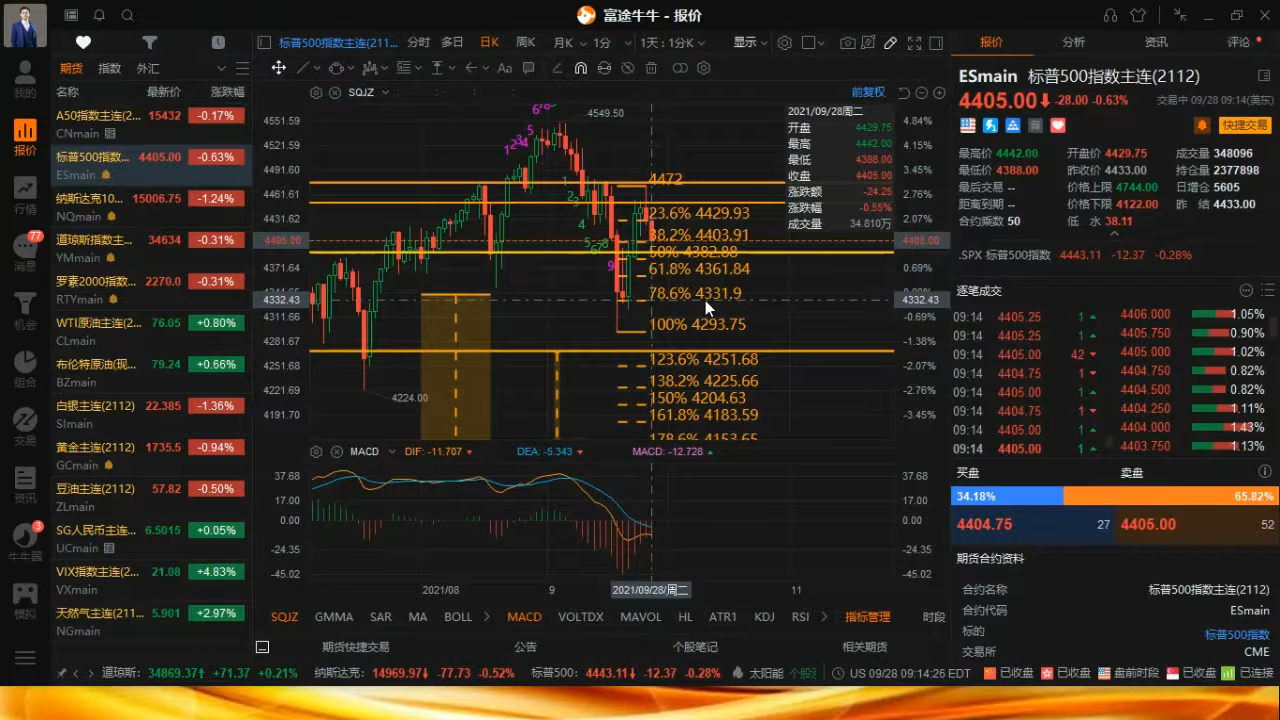 富途牛牛 - 报价
期货 指数 外汇
名称 最新价 涨跌幅
A50指数主连(2... 15432 -0.17%
CNmain
标普500指数... 4405.00 -0.63%
ESmain
纳斯达克10... 15006.75 -1.24%
NQmain
道琼斯指数主... 34634 -0.31%
YMmain
罗素2000指数... 2270.0 -0.31%
RTYmain
WTI原油主连(2... 76.05 +0.80%
CLmain
布伦特原油(现... 79.24 +0.66%
BZmain
白银主连(2112) 22.385 -1.36%
SImain
黄金主连(2112) 1735.5 -0.94%
GCmain
豆油主连(2112) 57.82 -0.50%
ZLmain
SG人民币主连... 6.5015 +0.05%
UCmain
VIX指数主连(2... 21.08 +4.83%
VXmain
天然气主连(211... 5.901 +2.97%
NGmain
我的
报价
行情
77
消息
机会
组合
交易
资讯
3
牛牛圈
模拟
标普500指数主连(211... 分时 多日 日K 周K 月K 1分 1天：1分K 显示
Aa
SQJZ
前复权
4551.59
4521.59
4491.60
4461.61
4431.62
4405.00
4371.64
4332.43
4311.66
4281.67
4251.68
4221.69
4191.70
4549.50
4224.00
4472
23.6% 4429.93
38.2% 4403.91
50% 4382.88
61.8% 4361.84
78.6% 4331.9
100% 4293.75
123.6% 4251.68
138.2% 4225.66
150% 4204.63
161.8% 4183.59
178.6% 4153.65
4.84%
4.15%
3.45%
2.76%
2.07%
4405.00
0.69%
4332.43
-0.69%
-1.38%
-2.07%
-2.76%
-3.45%
2021/09/28周二
开盘 4429.75
最高 4442.00
最低 4388.00
收盘 4405.00
涨跌额 -24.25
涨跌幅 -0.55%
成交量 34.810万
MACD DIF: -11.707 DEA: -5.343 MACD: -12.728
37.68
17.00
0.00
-24.35
-45.02
37.68
17.00
0.00
-24.35
-45.02
2021/08 9 2021/09/28/周二 11
SQJZ GMMA SAR MA BOLL MACD VOLTDX MAVOL HL ATR1 KDJ RSI 指标管理 时段
期货快捷交易 公告 个股笔记 相关期货
报价 分析 资讯 评论
ESmain 标普500指数主连(2112)
4405.00 -28.00 -0.63% 交易中 09/28 09:14(美东)
快捷交易
最高价 4442.00 开盘价 4429.75 成交量 348096
最低价 4388.00 昨收价 4433.00 持仓量 2377898
最后交易 -- 价格上限 4744.00 日增仓 5605
距离到期 -- 价格下限 4122.00 昨 结 4433.00
合约乘数 50 低 水 38.11
.SPX 标普500指数 4443.11 -12.37 -0.28%
逐笔成交
09:14 4405.25 1 4406.000 1.05%
09:14 4405.25 1 4405.750 0.90%
09:14 4405.00 42 4405.000 1.02%
09:14 4404.75 1 4404.750 0.82%
09:14 4405.00 1 4404.500 0.82%
09:14 4404.75 1 4404.250 1.11%
09:14 4405.00 1 4404.000 1.43%
09:14 4405.00 1 4403.750 1.13%
买盘 卖盘
34.18% 65.82%
4404.75 27 4405.00 52
期货合约资料
合约名称 标普500指数主连(2112)
合约代码 ESmain
标的 标普500指数
交易所 CME
道琼斯: 34869.37↑ +71.37 +0.21% 纳斯达克: 14969.97↓ -77.73 -0.52% 标普500: 4443.11↓ -12.37 -0.28% 太阳能 US 09/28 09:14:26 EDT 已收盘 已收盘 盘前时段 已收盘 已连接